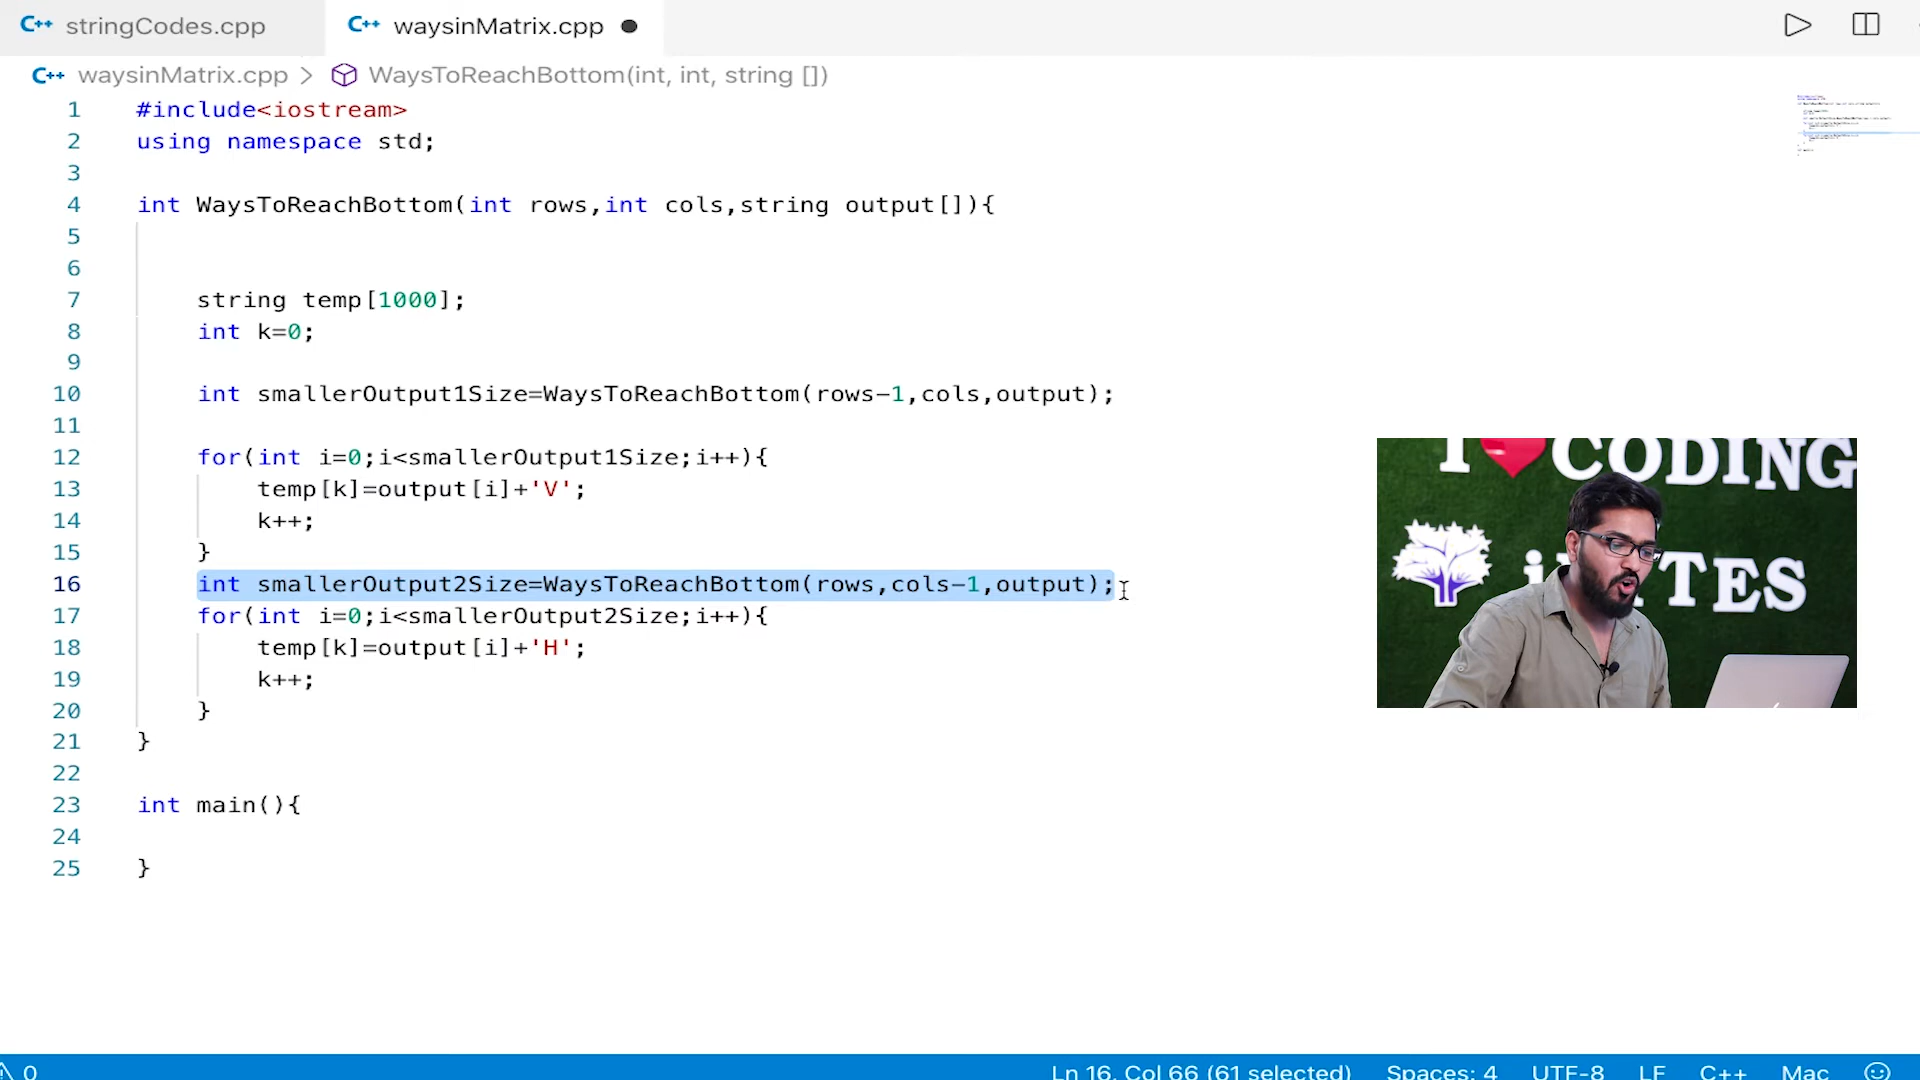 stringCodes.cpp
waysinMatrix.cpp
waysinMatrix.cpp > WaysToReachBottom(int, int, string [])
1 #include<iostream>
2 using namespace std;
3
4 int WaysToReachBottom(int rows,int cols,string output[]){
5
6
7 string temp[1000];
8 int k=0;
9
10 int smallerOutput1Size=WaysToReachBottom(rows-1,cols,output);
11
12 for(int i=0;i<smallerOutput1Size;i++){
13 temp[k]=output[i]+'V';
14 k++;
15 }
16 int smallerOutput2Size=WaysToReachBottom(rows,cols-1,output);
17 for(int i=0;i<smallerOutput2Size;i++){
18 temp[k]=output[i]+'H';
19 k++;
20 }
21 }
22
23 int main(){
24
25 }
I CODING
0
Ln 16, Col 66 (61 selected) Spaces: 4 UTF-8 LF C++ Mac